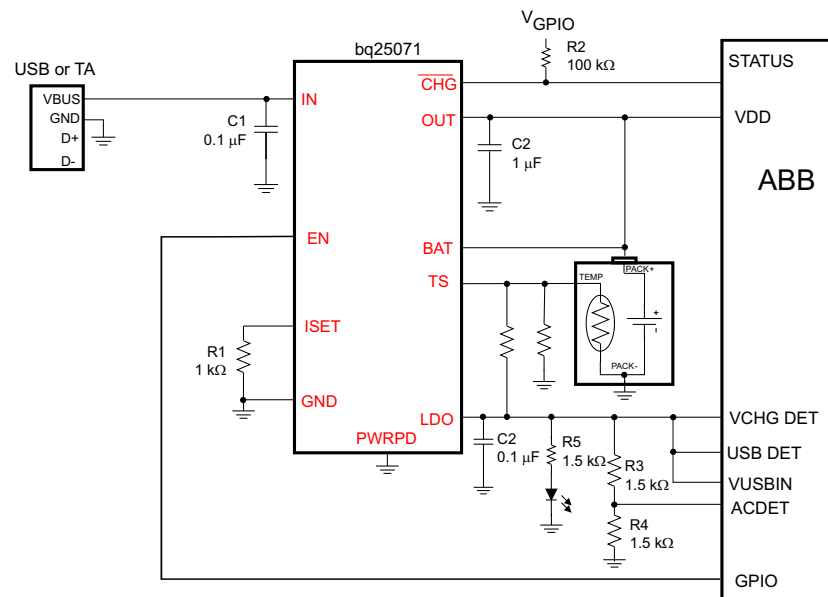 V_GPIO
bq25071
R2
100 kΩ
STATUS
USB or TA
VBUS
GND
D+
D-
IN
CHG
OUT
VDD
C1
0.1 μF
C2
1 μF
ABB
EN
BAT
TS
TEMP
PACK+
+
-
PACK-
ISET
R1
1 kΩ
GND
LDO
PWRPD
C2
0.1 μF
R5
1.5 kΩ
R3
1.5 kΩ
R4
1.5 kΩ
VCHG DET
USB DET
VUSBIN
ACDET
GPIO